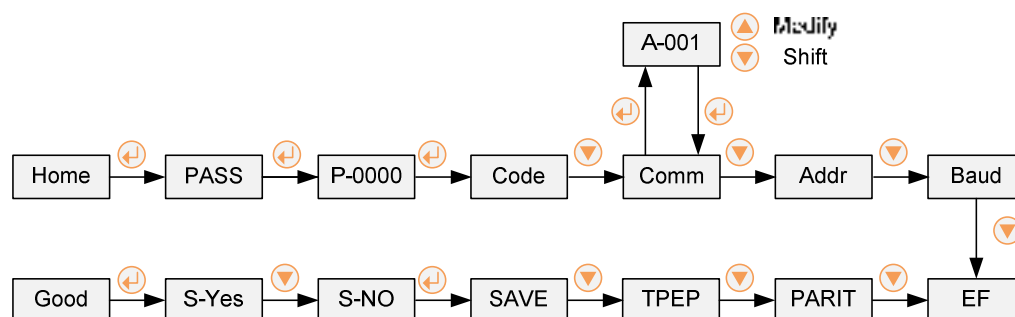 A-001
Shift
Home
PASS
P-0000
Code
Comm
Addr
Baud
Good
S-Yes
S-NO
SAVE
TPEP
PARIT
EF